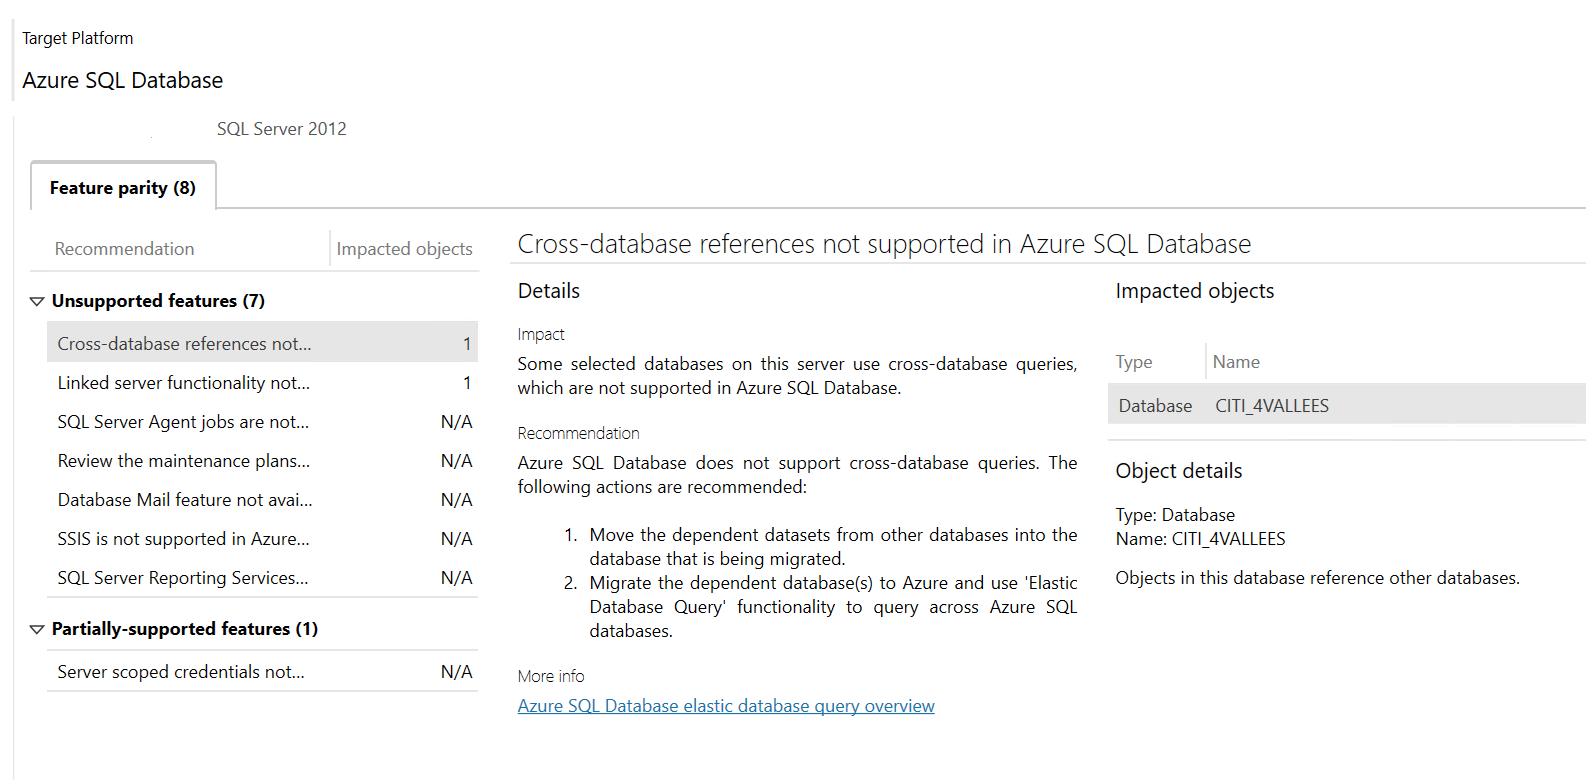 Target Platform
Azure SQL Database
SQL Server 2012
Feature parity (8)
Recommendation Impacted objects
Unsupported features (7)
Cross-database references not... 1
Linked server functionality not... 1
SQL Server Agent jobs are not... N/A
Review the maintenance plans... N/A
Database Mail feature not avai... N/A
SSIS is not supported in Azure... N/A
SQL Server Reporting Services... N/A
Partially-supported features (1)
Server scoped credentials not... N/A
Cross-database references not supported in Azure SQL Database
Details
Impact
Some selected databases on this server use cross-database queries,
which are not supported in Azure SQL Database.
Recommendation
Azure SQL Database does not support cross-database queries. The
following actions are recommended:
1. Move the dependent datasets from other databases into the
database that is being migrated.
2. Migrate the dependent database(s) to Azure and use 'Elastic
Database Query' functionality to query across Azure SQL
databases.
More info
Azure SQL Database elastic database query overview
Impacted objects
Type Name
Database CITI_4VALLEES
Object details
Type: Database
Name: CITI_4VALLEES
Objects in this database reference other databases.